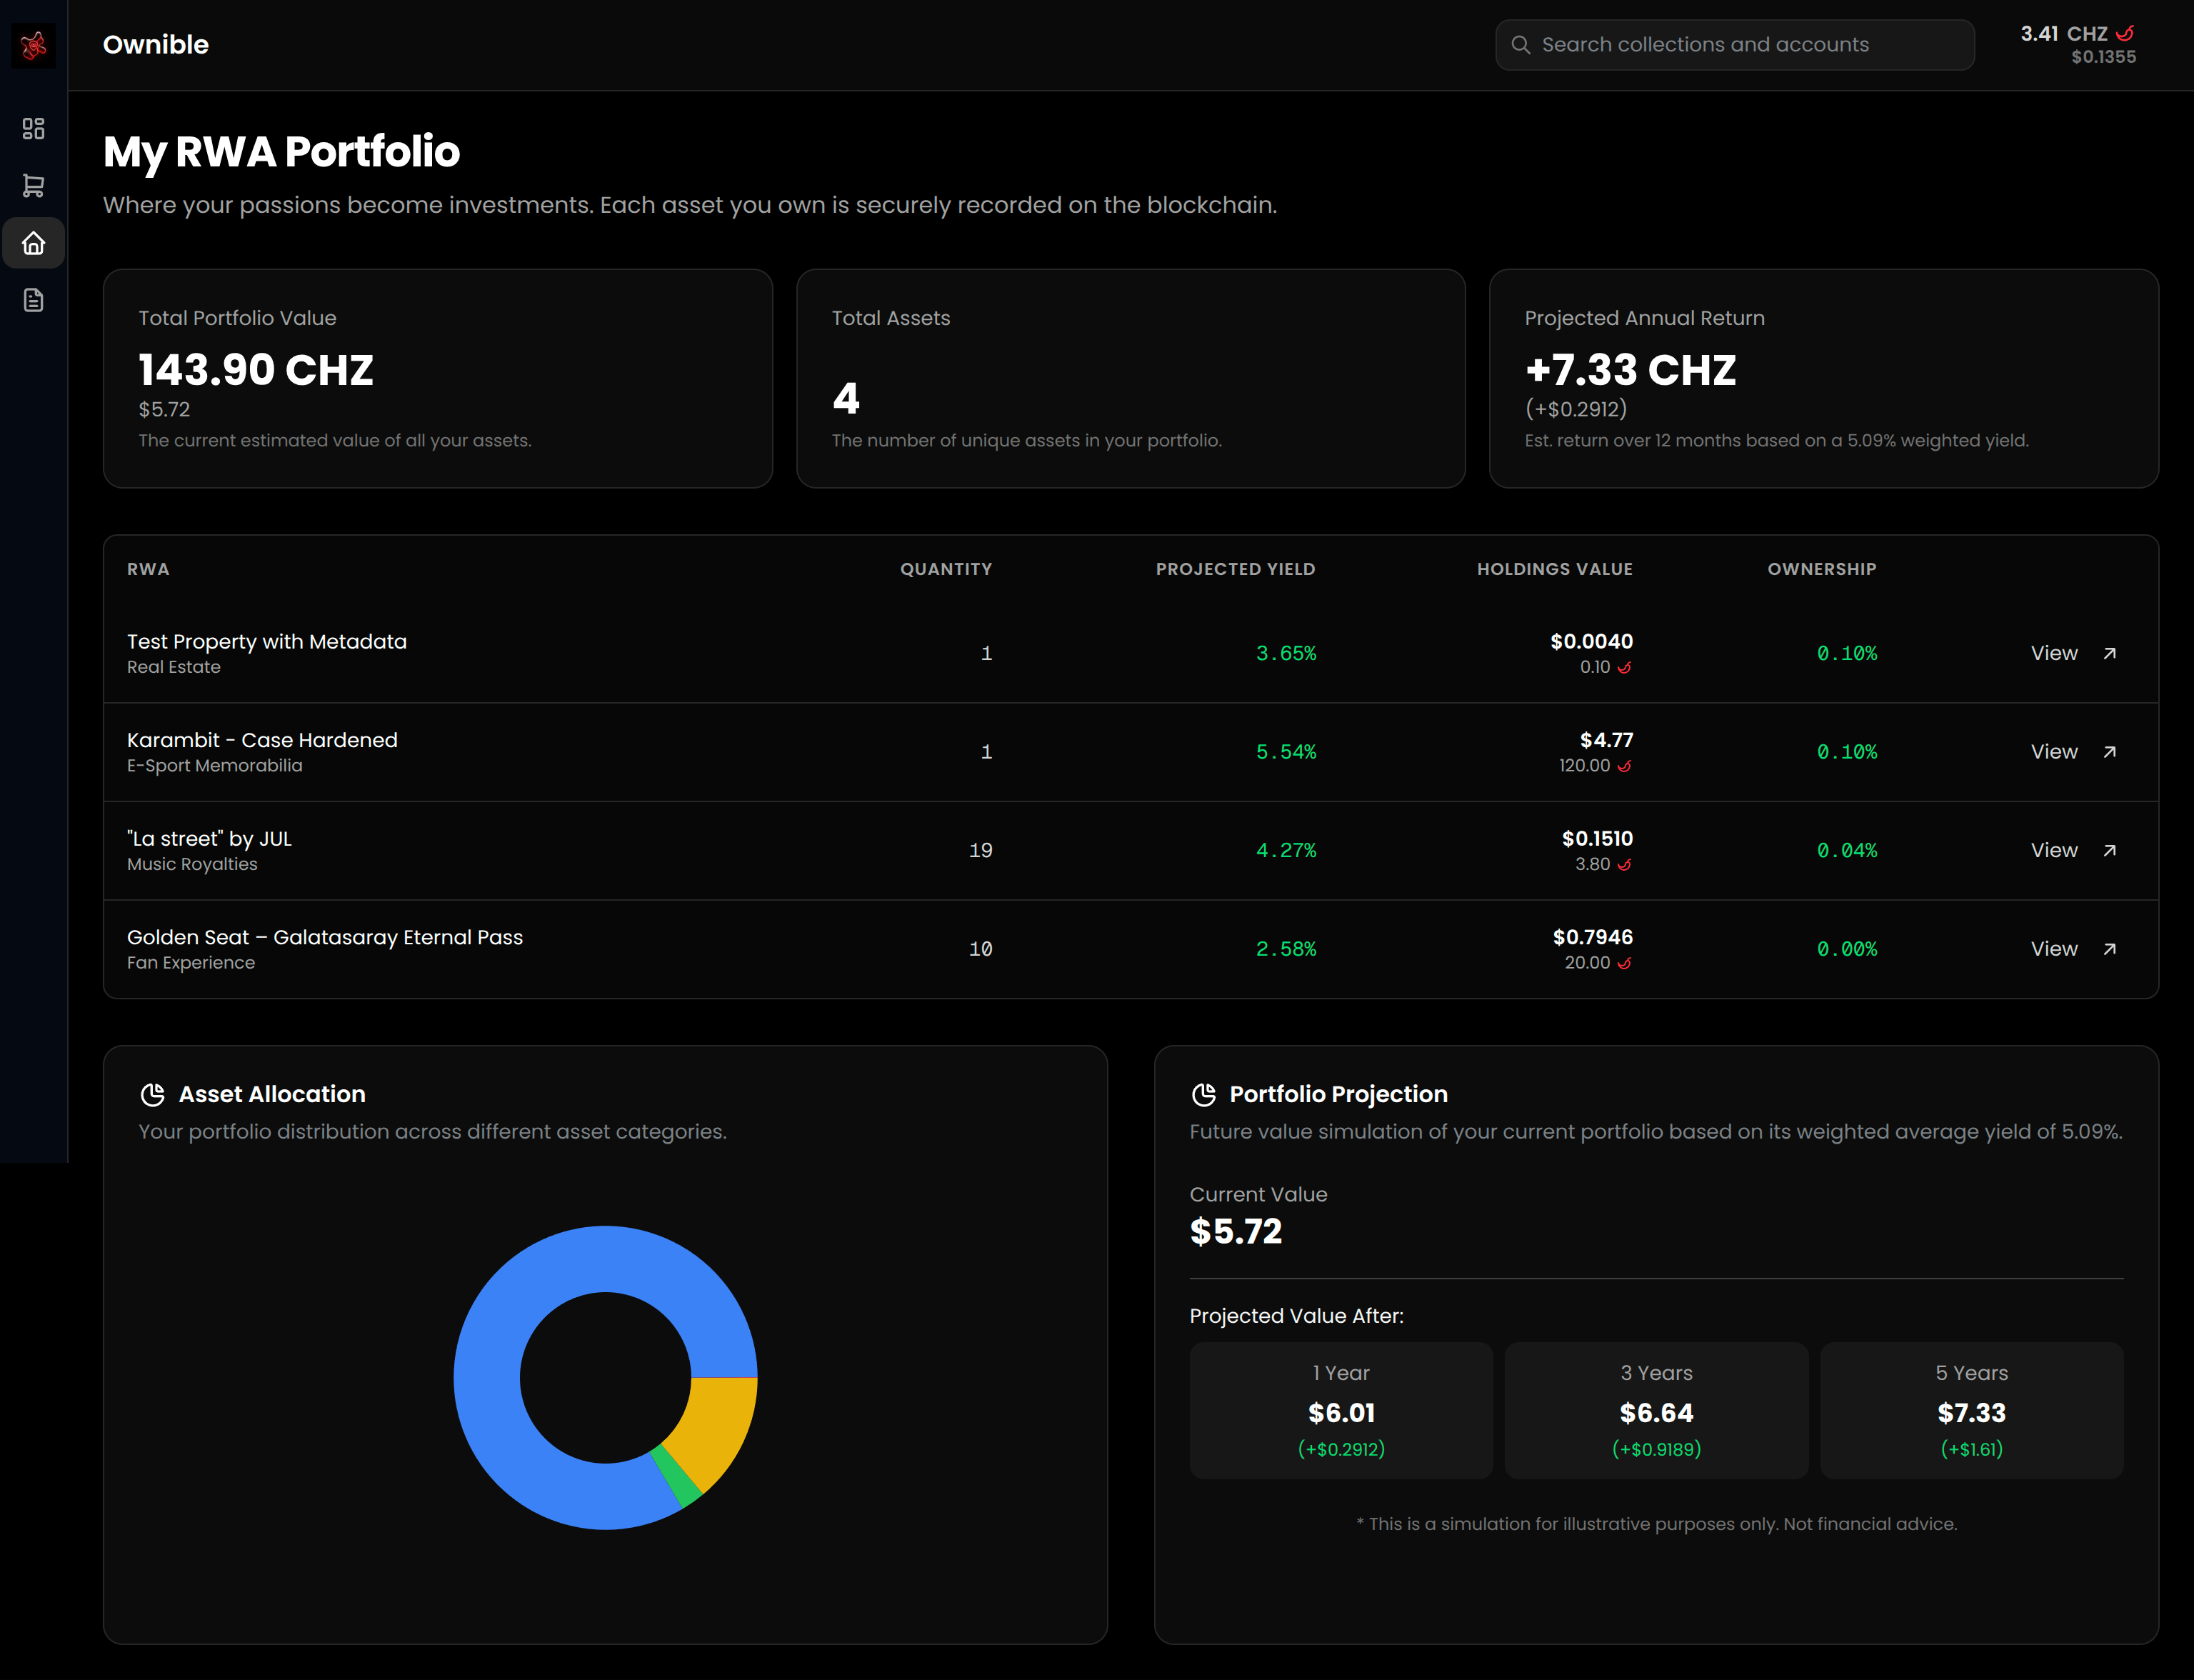 Ownible
Search collections and accounts
3.41 CHZ
$0.1355
My RWA Portfolio
Where your passions become investments. Each asset you own is securely recorded on the blockchain.
Total Portfolio Value
143.90 CHZ
$5.72
The current estimated value of all your assets.
Total Assets
4
The number of unique assets in your portfolio.
Projected Annual Return
+7.33 CHZ
(+$0.2912)
Est. return over 12 months based on a 5.09% weighted yield.
RWA QUANTITY PROJECTED YIELD HOLDINGS VALUE OWNERSHIP
Test Property with Metadata
Real Estate
1 3.65% $0.0040
0.10
0.10% View
Karambit - Case Hardened
E-Sport Memorabilia
1 5.54% $4.77
120.00
0.10% View
"La street" by JUL
Music Royalties
19 4.27% $0.1510
3.80
0.04% View
Golden Seat – Galatasaray Eternal Pass
Fan Experience
10 2.58% $0.7946
20.00
0.00% View
Asset Allocation
Your portfolio distribution across different asset categories.
Portfolio Projection
Future value simulation of your current portfolio based on its weighted average yield of 5.09%.
Current Value
$5.72
Projected Value After:
1 Year
$6.01
(+$0.2912)
3 Years
$6.64
(+$0.9189)
5 Years
$7.33
(+$1.61)
* This is a simulation for illustrative purposes only. Not financial advice.